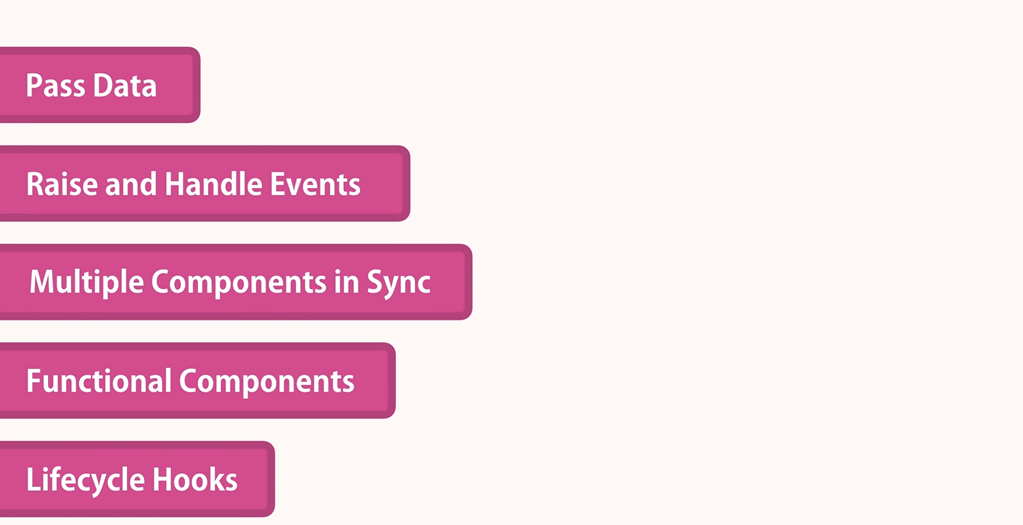 Pass Data
Raise and Handle Events
Multiple Components in Sync
Functional Components
Lifecycle Hooks